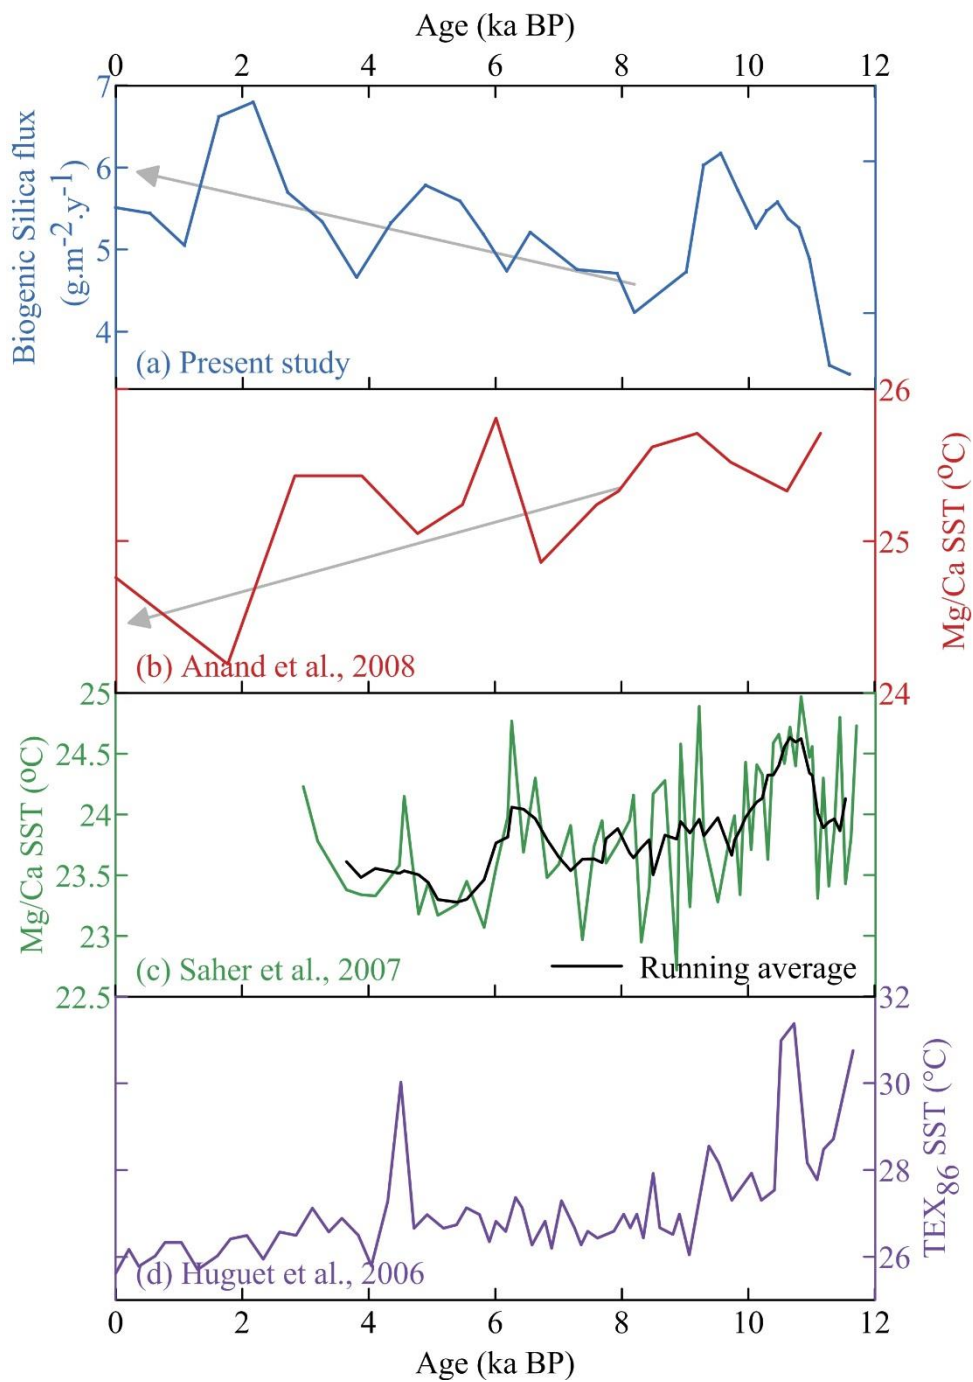 Age (ka BP)
0 2 4 6 8 10 12
7
6
5
4
Biogenic Silica flux
(g.m⁻².y⁻¹)
(a) Present study
26
25
24
Mg/Ca SST (ºC)
(b) Anand et al., 2008
25
24.5
24
23.5
23
22.5
Mg/Ca SST (ºC)
(c) Saher et al., 2007
Running average
32
30
28
26
TEX₈₆ SST (°C)
(d) Huguet et al., 2006
0 2 4 6 8 10 12
Age (ka BP)